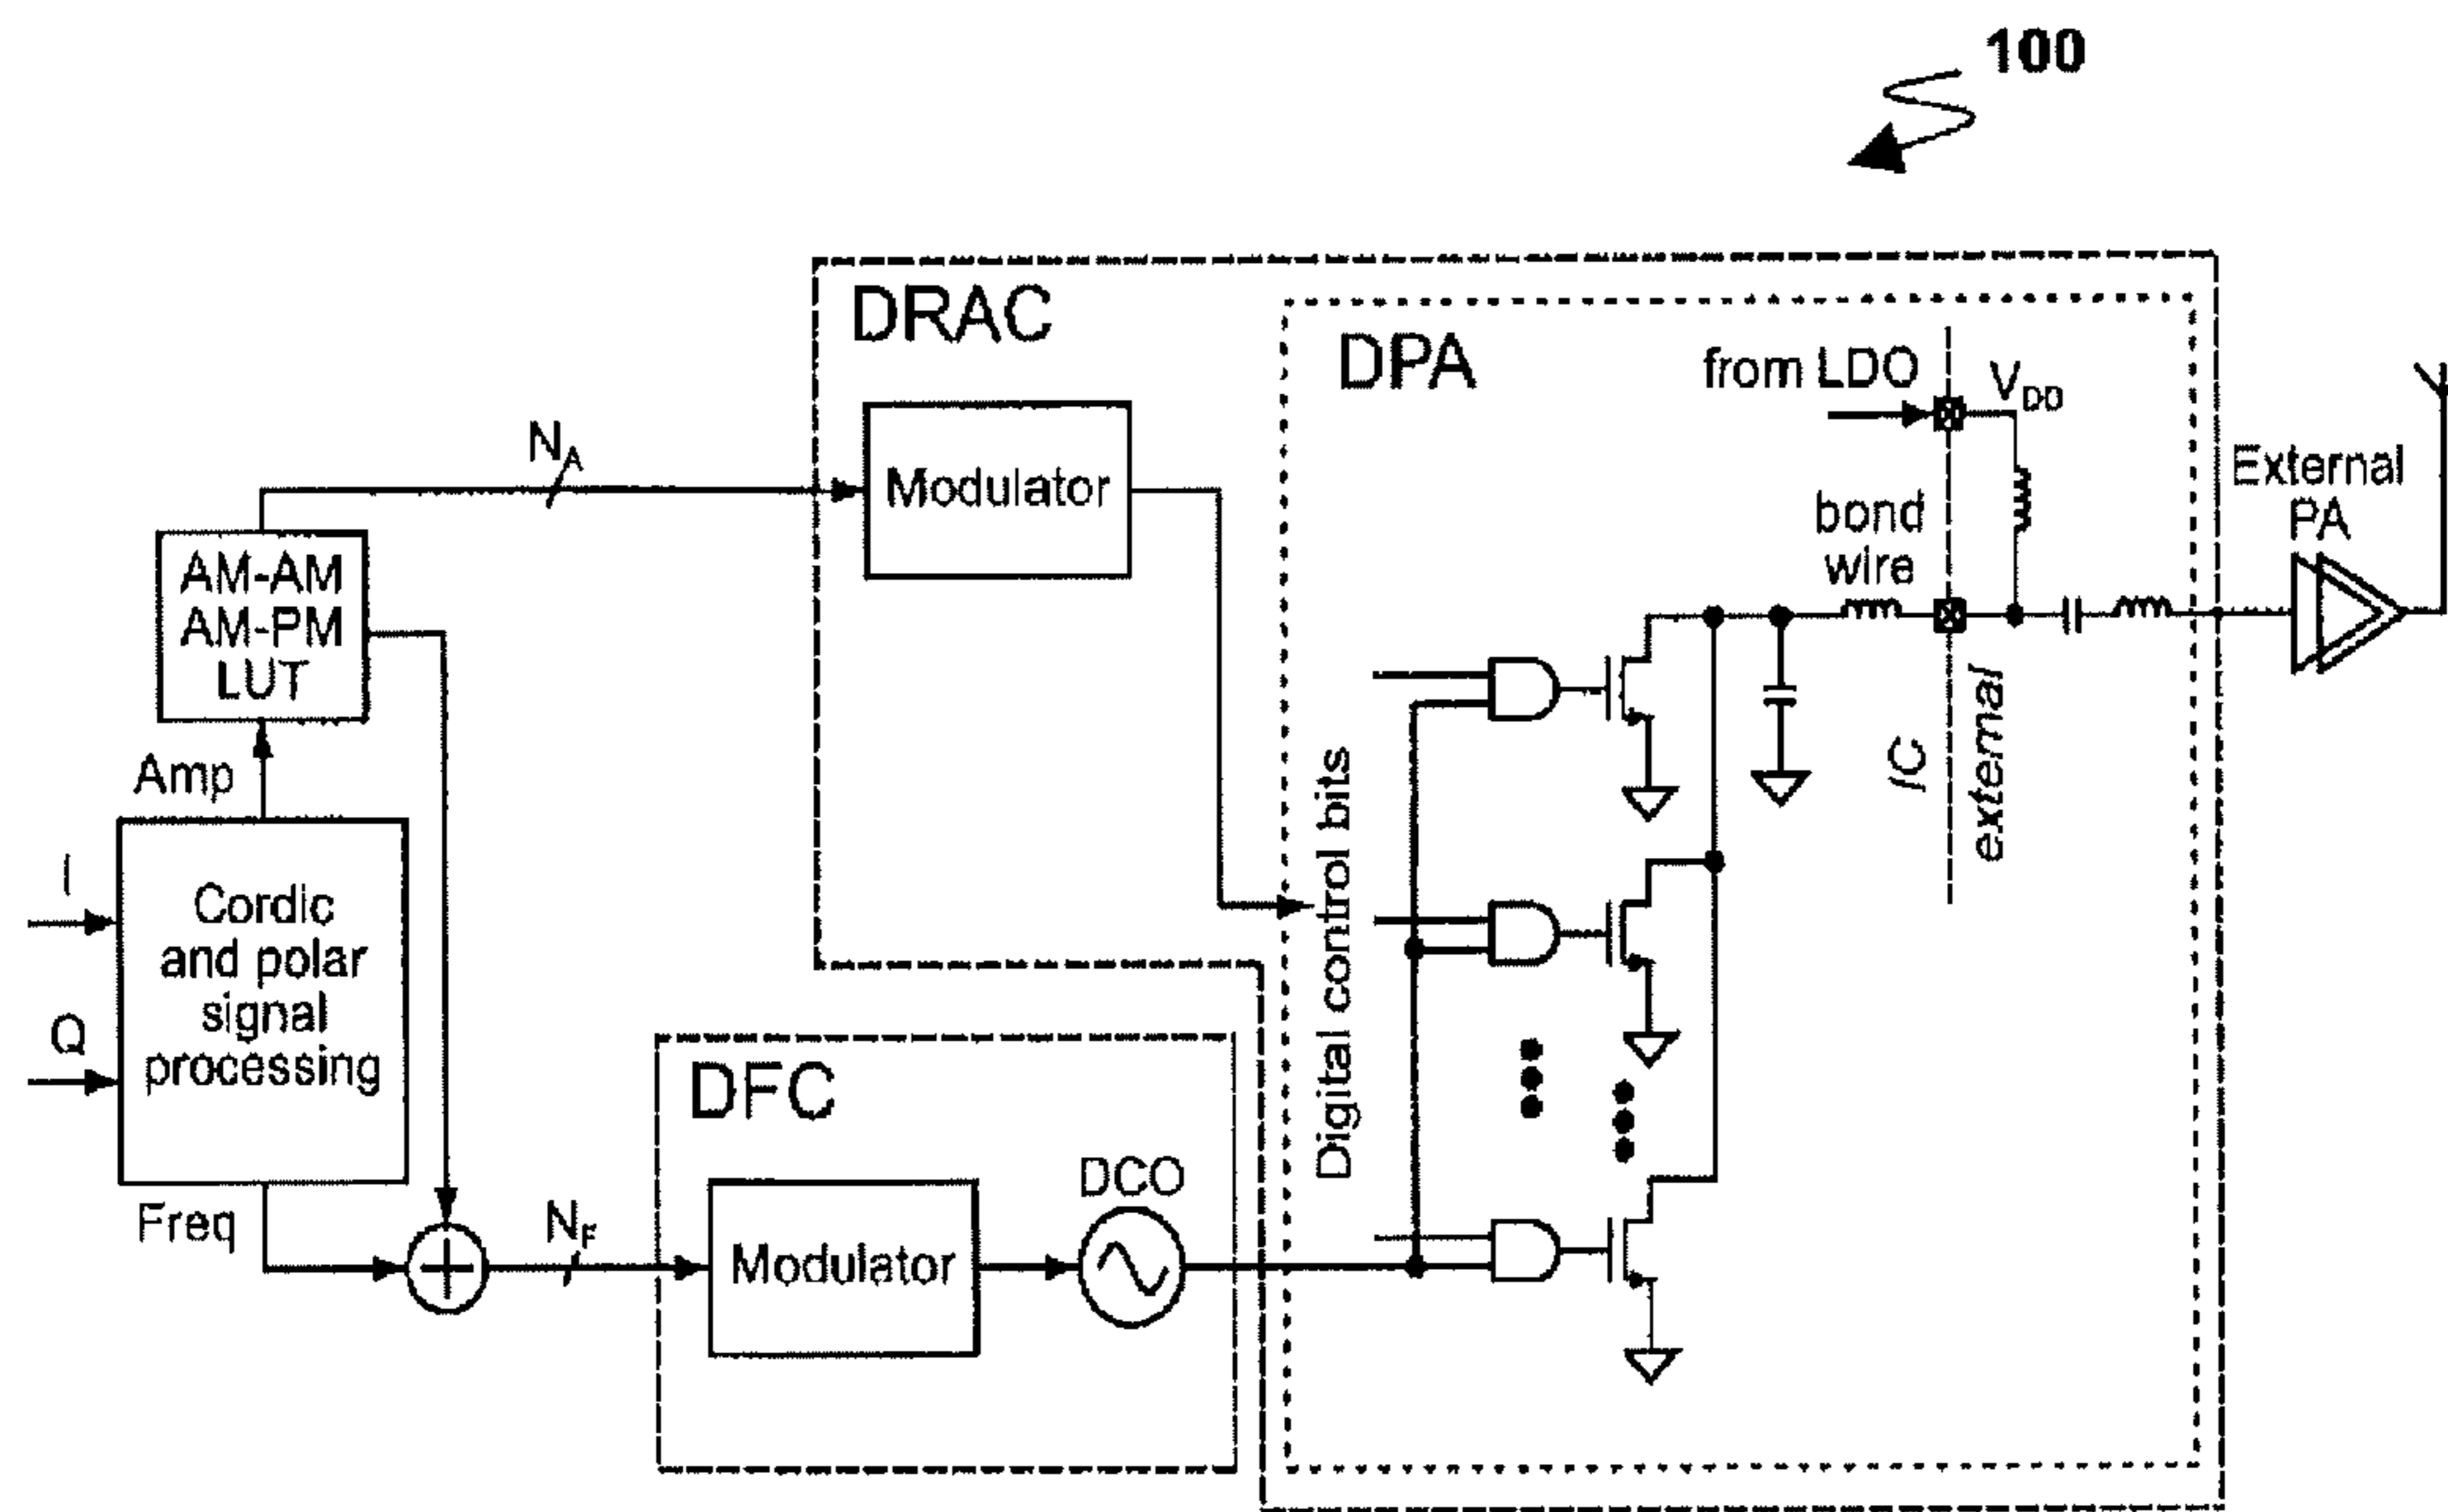 100
DRAC
DPA
from LDO
V_DD
N_A
Modulator
External
PA
bond
wire
AM-AM
AM-PM
LUT
Amp
IC
external
Digital control bits
I
Q
Cordic
and polar
signal
processing
DFC
DCO
Freq
N_F
Modulator